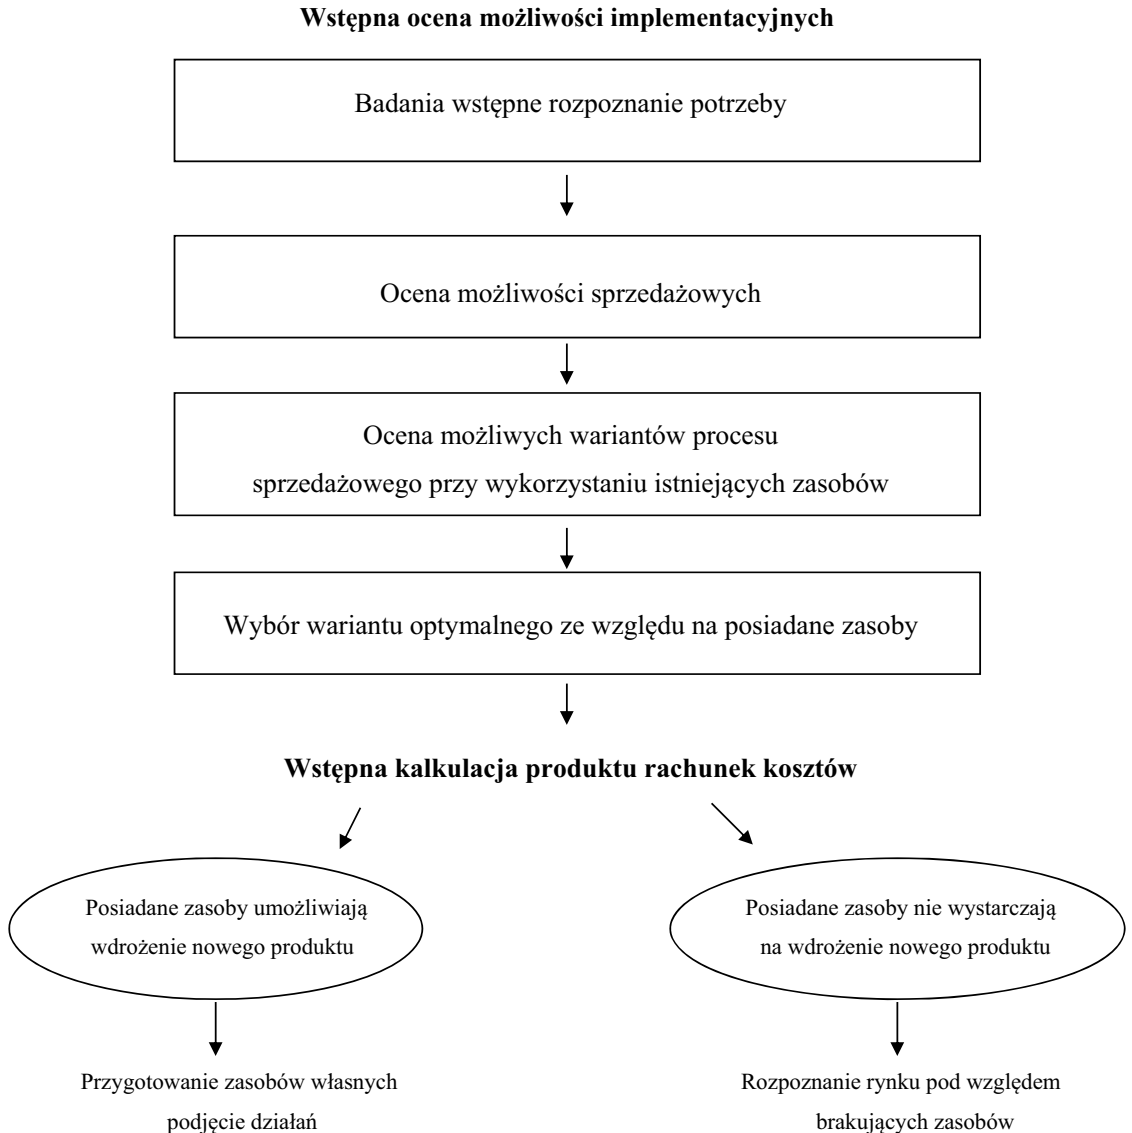 Wstępna ocena możliwości implementacyjnych
Badania wstępne rozpoznanie potrzeby
Ocena możliwości sprzedażowych
Ocena możliwych wariantów procesu
sprzedażowego przy wykorzystaniu istniejących zasobów
Wybór wariantu optymalnego ze względu na posiadane zasoby
Wstępna kalkulacja produktu rachunek kosztów
Posiadane zasoby umożliwiają
wdrożenie nowego produktu
Posiadane zasoby nie wystarczają
na wdrożenie nowego produktu
Przygotowanie zasobów własnych
podjęcie działań
Rozpoznanie rynku pod względem
brakujących zasobów